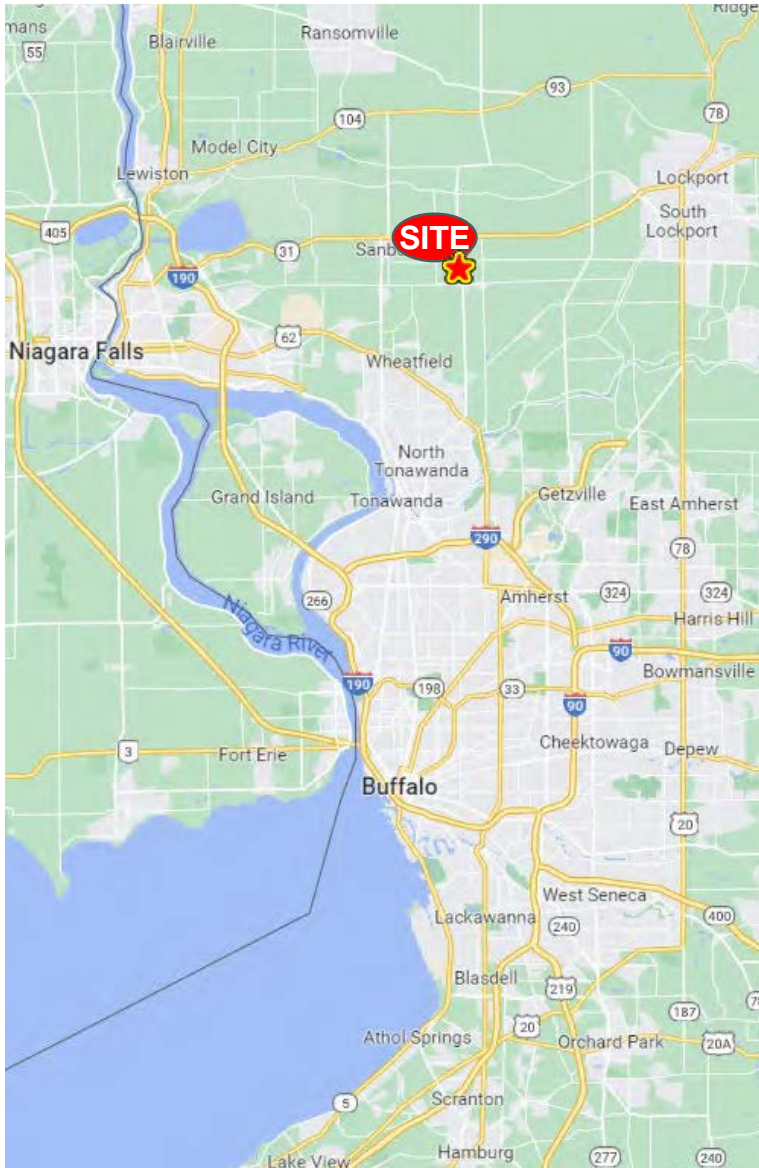 Ridge
mans
55
Blairville
Ransomville
93
104
78
Model City
Lewiston
Lockport
405
South
Lockport
SITE
31
Sanb
190
62
Niagara Falls
Wheatfield
North
Tonawanda
Grand Island
Tonawanda
Getzville
East Amherst
290
78
266
Amherst
324
324
Harris Hill
Niagara River
90
190
198
33
Bowmansville
90
3
Fort Erie
Cheektowaga
Depew
Buffalo
20
West Seneca
Lackawanna
240
400
Blasdell
219
187
Athol Springs
20
Orchard Park
20A
5
Scranton
Lake View
Hamburg
277
240